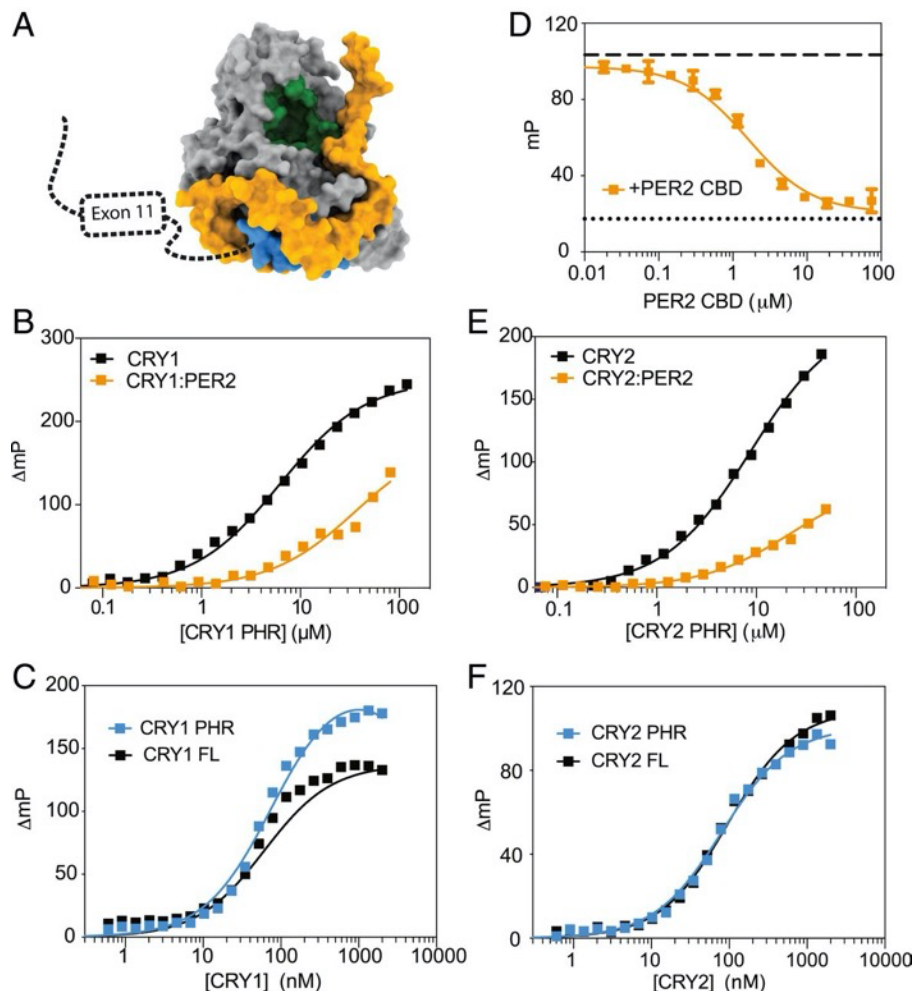 A
Exon 11
B
300
200
100
0
ΔmP
CRY1
CRY1:PER2
0.1 1 10 100
[CRY1 PHR] (µM)
C
200
150
100
50
0
ΔmP
CRY1 PHR
CRY1 FL
1 10 100 1000 10000
[CRY1] (nM)
D
120
80
40
0
mP
+PER2 CBD
0.01 0.1 1 10 100
PER2 CBD (µM)
E
200
150
100
50
0
ΔmP
CRY2
CRY2:PER2
0.1 1 10 100
[CRY2 PHR] (µM)
F
120
80
40
0
ΔmP
CRY2 PHR
CRY2 FL
1 10 100 1000 10000
[CRY2] (nM)